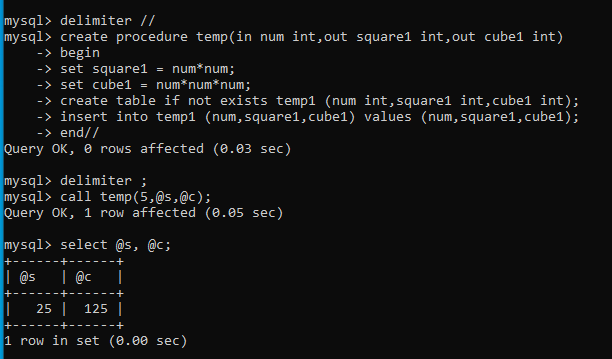 mysql> delimiter //
mysql> create procedure temp(in num int,out square1 int,out cube1 int)
    -> begin
    -> set square1 = num*num;
    -> set cube1 = num*num*num;
    -> create table if not exists temp1 (num int,square1 int,cube1 int);
    -> insert into temp1 (num,square1,cube1) values (num,square1,cube1);
    -> end//
Query OK, 0 rows affected (0.03 sec)

mysql> delimiter ;
mysql> call temp(5,@s,@c);
Query OK, 1 row affected (0.05 sec)

mysql> select @s, @c;
+------+------+
| @s   | @c   |
+------+------+
|   25 |  125 |
+------+------+
1 row in set (0.00 sec)